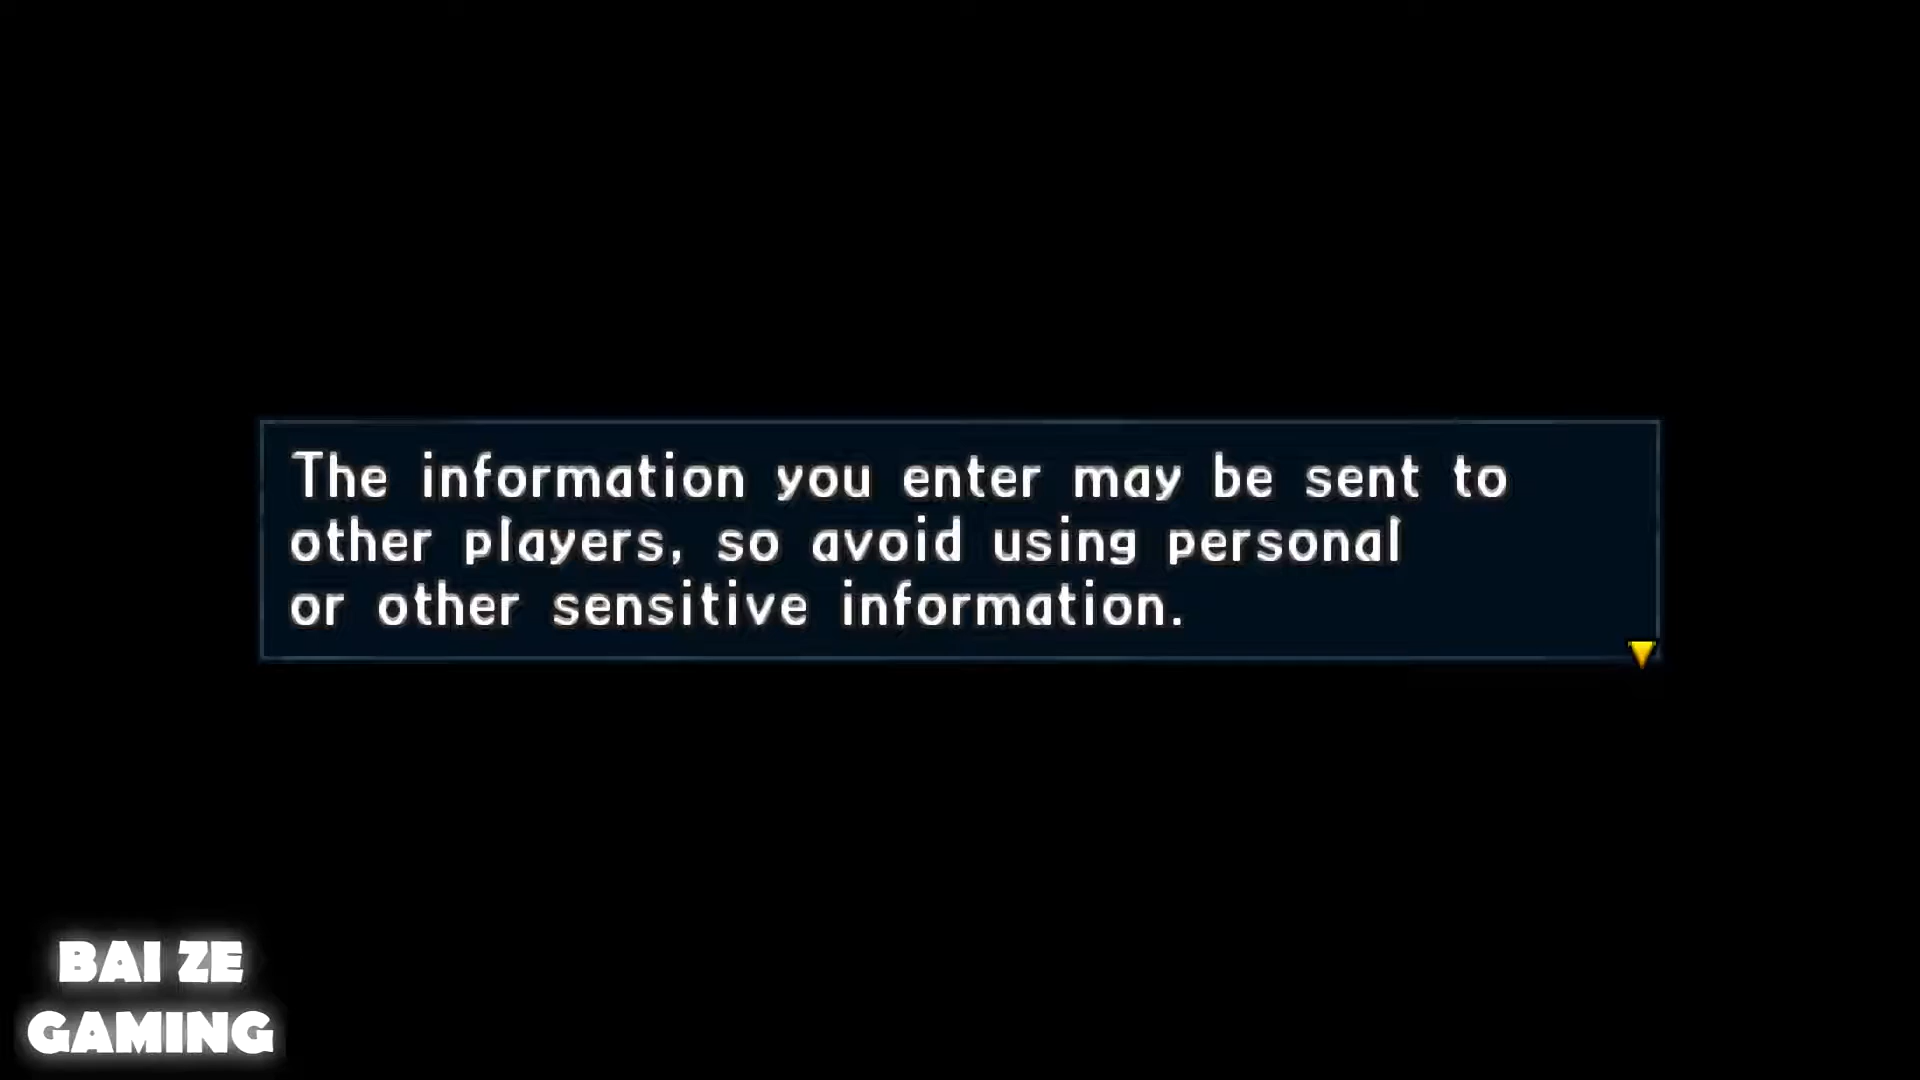 The information you enter may be sent to
other players, so avoid using personal
or other sensitive information.
BAI ZE
GAMING